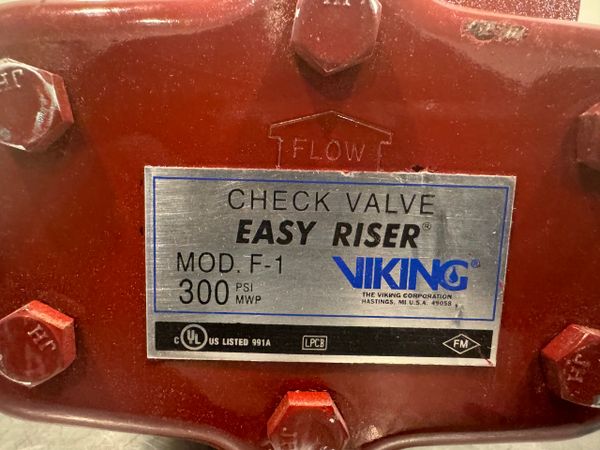 FLOW
CHECK VALVE
EASY RISER®
MOD. F-1
300 PSI MWP
VIKING®
THE VIKING CORPORATION
HASTINGS, MI U.S.A. 49058
C UL US LISTED 991A
LPCB
FM